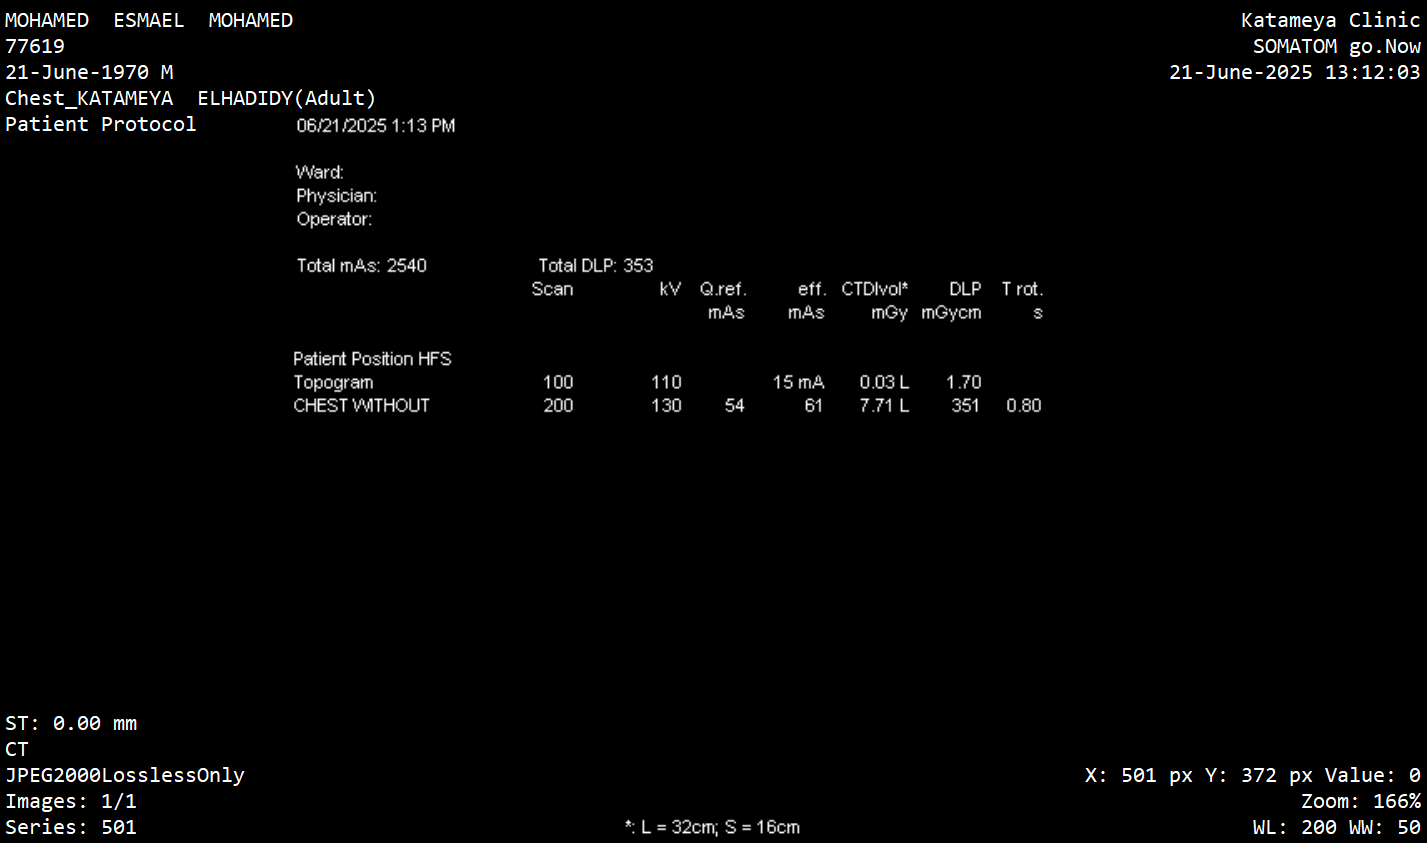 MOHAMED ESMAEL MOHAMED
Katameya Clinic
77619
SOMATOM go.Now
21-June-1970 M
21-June-2025 13:12:03
Chest_KATAMEYA ELHADIDY(Adult)
Patient Protocol
06/21/2025 1:13 PM
Ward:
Physician:
Operator:
Total mAs: 2540 Total DLP: 353
Scan kV Q.ref. eff. CTDIvol* DLP T rot.
mAs mAs mGy mGycm s
Patient Position HFS
Topogram 100 110 15 mA 0.03 L 1.70
CHEST WITHOUT 200 130 54 61 7.71 L 351 0.80
ST: 0.00 mm
CT
JPEG2000LosslessOnly
X: 501 px Y: 372 px Value: 0
Images: 1/1
Zoom: 166%
Series: 501
*: L = 32cm; S = 16cm
WL: 200 WW: 50